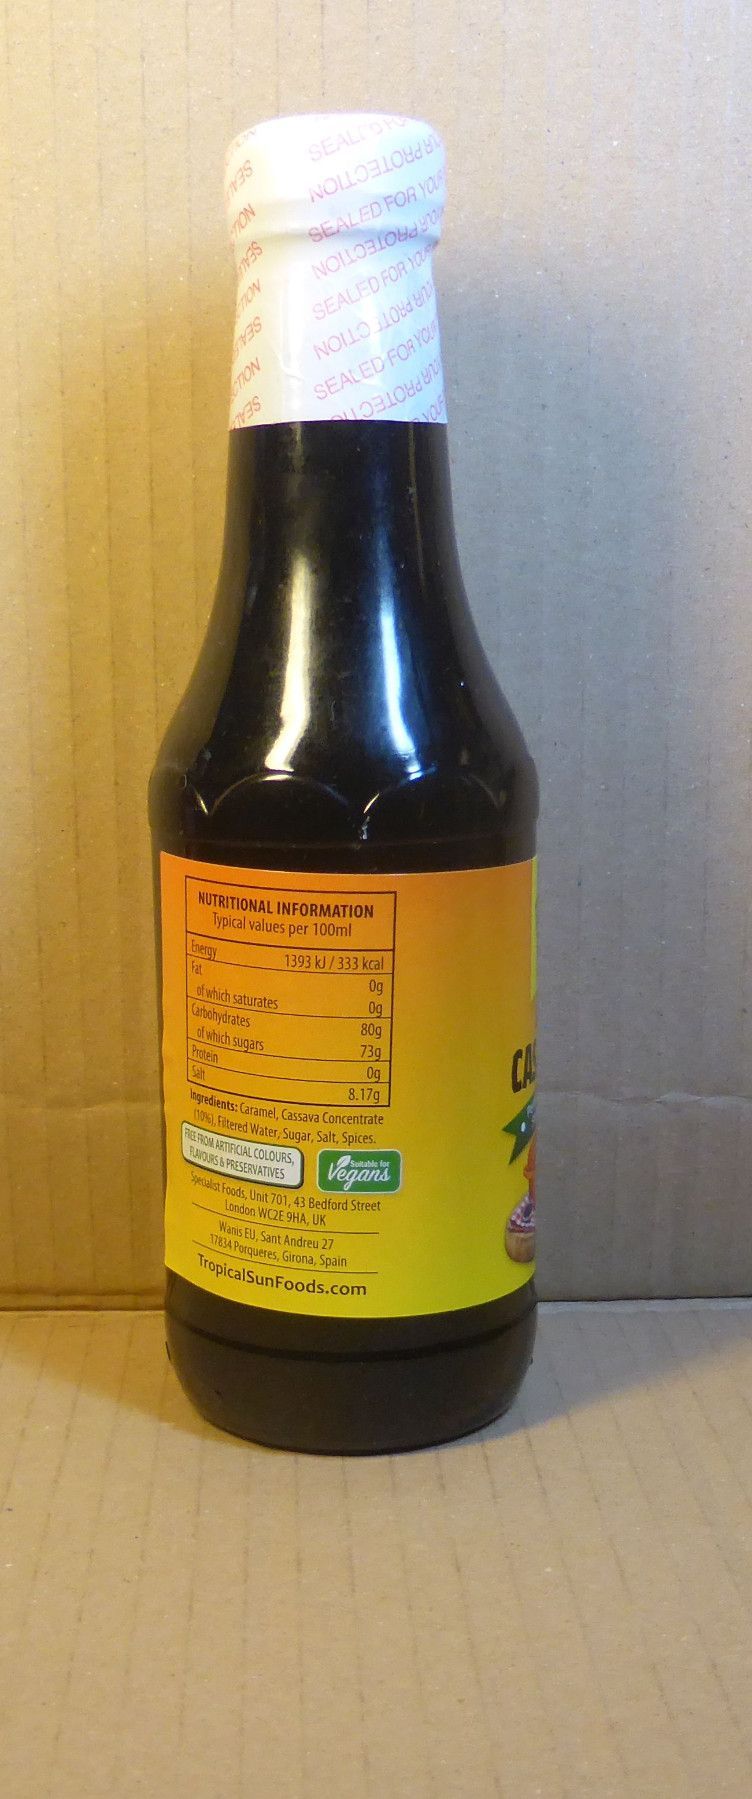 SEALED FOR YOUR
PROTECTION
SEALED FOR YOUR
PROTECTION
SEALED FOR YOUR
PROTECTION
SEALED FOR YOUR
PROTECTION
NUTRITIONAL INFORMATION
Typical values per 100ml
Energy 1393 kJ / 333 kcal
Fat 0g
of which saturates 0g
Carbohydrates 80g
of which sugars 73g
Protein 0g
Salt 8.17g
Ingredients: Caramel, Cassava Concentrate
(10%), Filtered Water, Sugar, Salt, Spices.
FREE FROM ARTIFICIAL COLOURS,
FLAVOURS & PRESERVATIVES
Suitable for
Vegans
Specialist Foods, Unit 701, 43 Bedford Street
London WC2E 9HA, UK
Wanis EU, Sant Andreu 27
17834 Porqueres, Girona, Spain
TropicalSunFoods.com
CAS